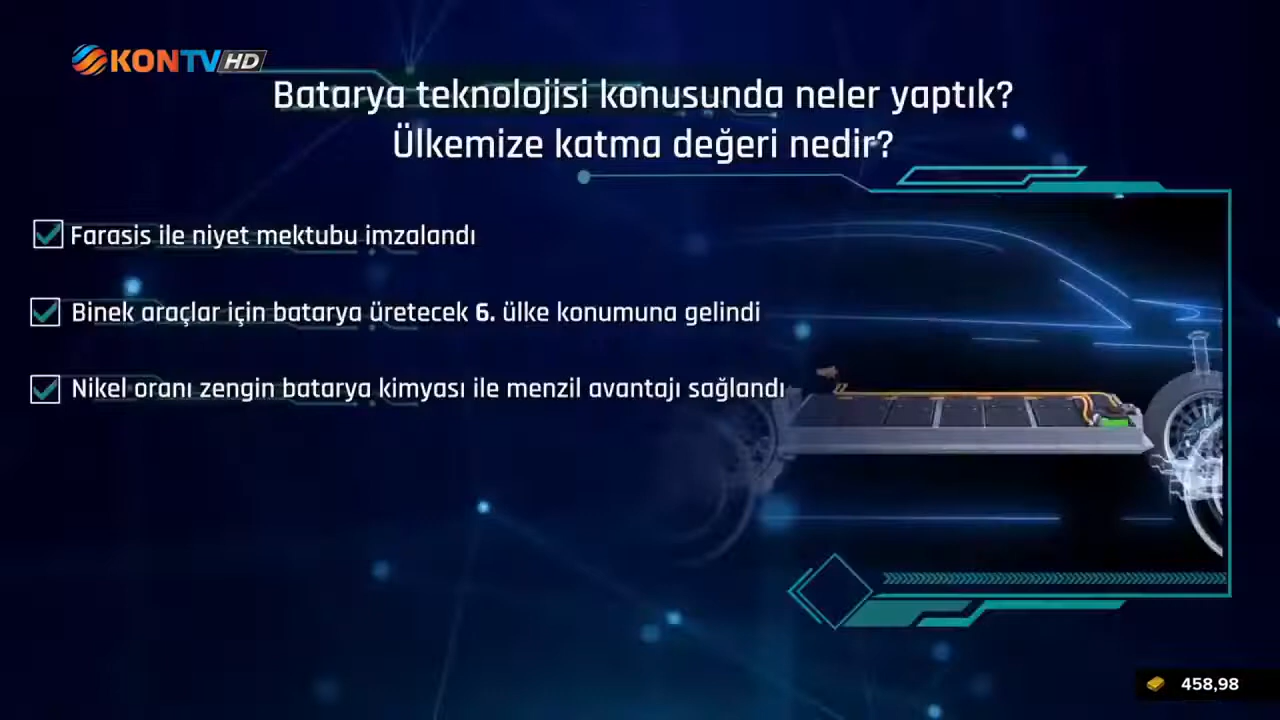 KONTV HD
Batarya teknolojisi konusunda neler yaptık?
Ülkemize katma değeri nedir?
Farasis ile niyet mektubu imzalandı
Binek araçlar için batarya üretecek 6. ülke konumuna gelindi
Nikel oranı zengin batarya kimyası ile menzil avantajı sağlandı
458,98